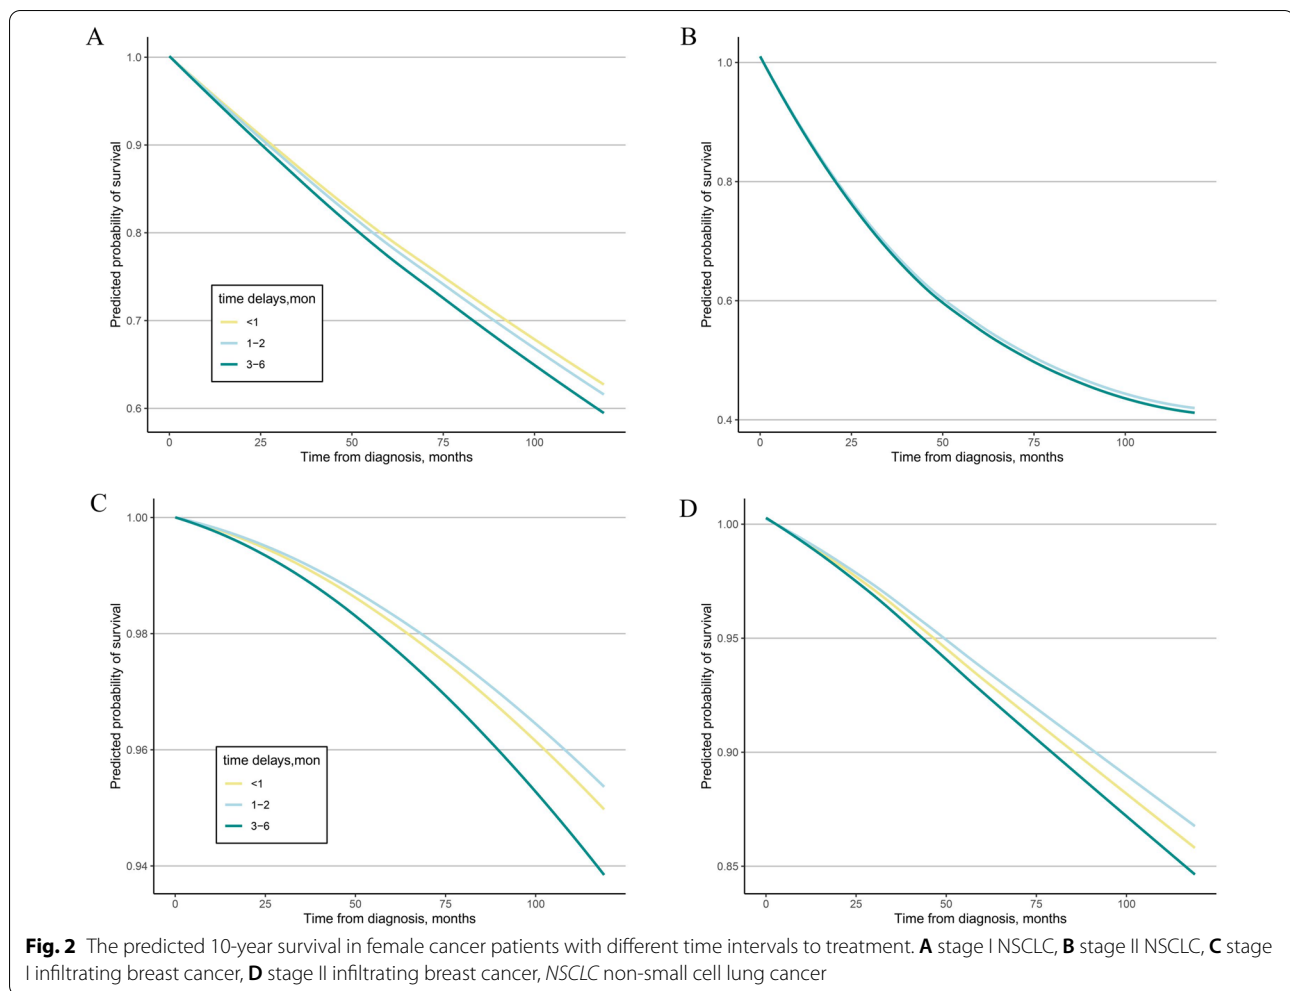 A
Predicted probability of survival
1.0
0.9
0.8
0.7
0.6
time delays,mon
<1
1−2
3−6
0
25
50
75
100
Time from diagnosis, months
B
Predicted probability of survival
1.0
0.8
0.6
0.4
0
25
50
75
100
Time from diagnosis, months
C
Predicted probability of survival
1.00
0.98
0.96
0.94
time delays,mon
<1
1−2
3−6
0
25
50
75
100
Time from diagnosis, months
D
Predicted probability of survival
1.00
0.95
0.90
0.85
0
25
50
75
100
Time from diagnosis, months
Fig. 2 The predicted 10-year survival in female cancer patients with different time intervals to treatment. A stage I NSCLC, B stage II NSCLC, C stage
I infiltrating breast cancer, D stage II infiltrating breast cancer, NSCLC non-small cell lung cancer